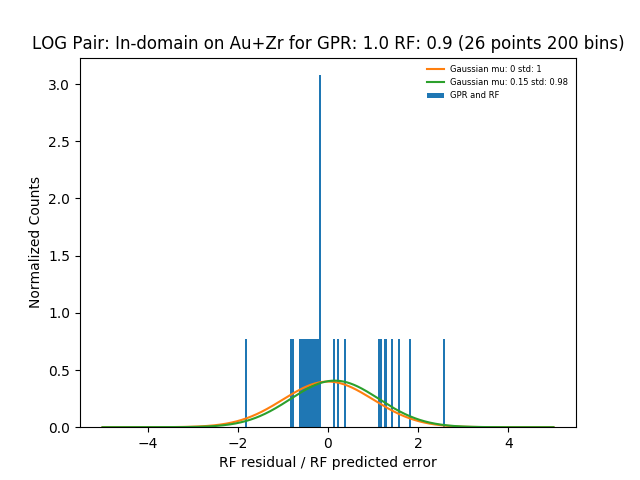 LOG Pair: In-domain on Au+Zr for GPR: 1.0 RF: 0.9 (26 points 200 bins)
Gaussian mu: 0 std: 1
Gaussian mu: 0.15 std: 0.98
GPR and RF
Normalized Counts
3.0
2.5
2.0
1.5
1.0
0.5
0.0
−4 −2 0 2 4
RF residual / RF predicted error